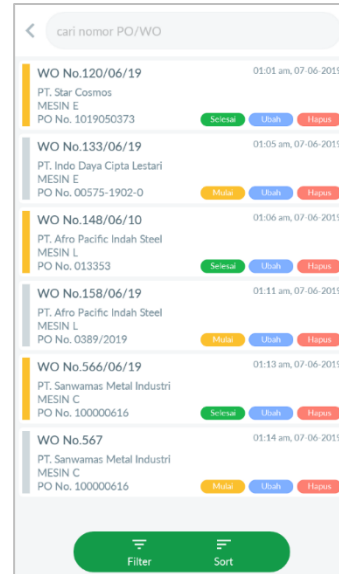 cari nomor PO/WO
WO No.120/06/19 01:01 am, 07-06-2019
PT. Star Cosmos
MESIN E
PO No. 1019050373 Selesai Ubah Hapus
WO No.133/06/19 01:05 am, 07-06-2019
PT. Indo Daya Cipta Lestari
MESIN E
PO No. 00575-1902-0 Mulai Ubah Hapus
WO No.148/06/10 01:06 am, 07-06-2019
PT. Afro Pacific Indah Steel
MESIN L
PO No. 013353 Selesai Ubah Hapus
WO No.158/06/19 01:11 am, 07-06-2019
PT. Afro Pacific Indah Steel
MESIN L
PO No. 0389/2019 Mulai Ubah Hapus
WO No.566/06/19 01:13 am, 07-06-2019
PT. Sanwamas Metal Industri
MESIN C
PO No. 100000616 Selesai Ubah Hapus
WO No.567 01:14 am, 07-06-2019
PT. Sanwamas Metal Industri
MESIN C
PO No. 100000616 Mulai Ubah Hapus
Filter Sort